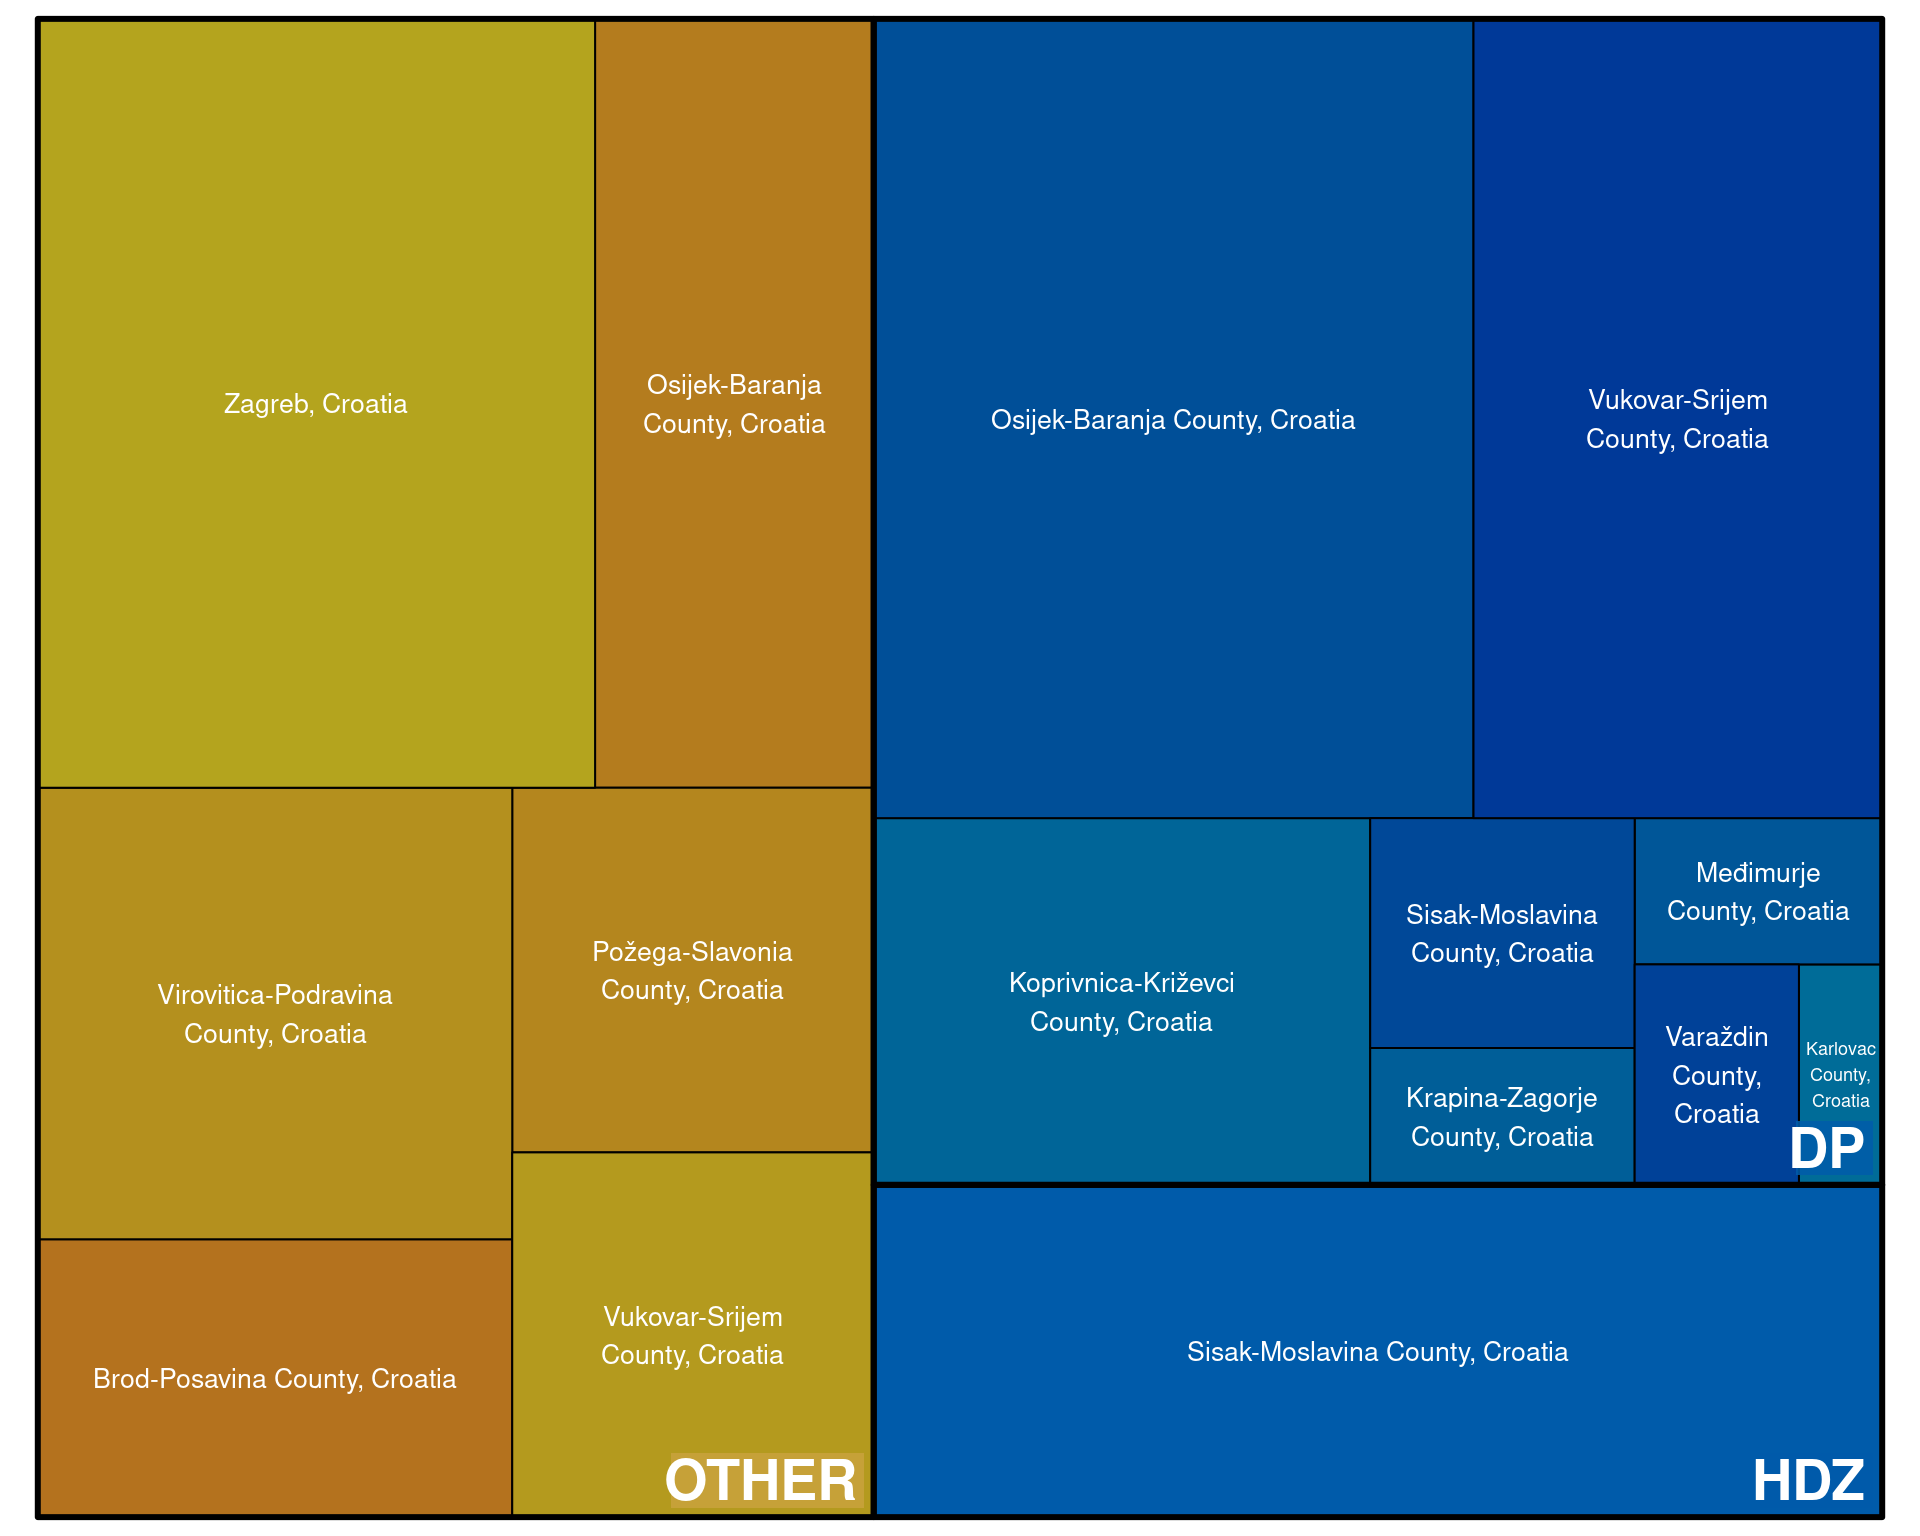 Zagreb, Croatia
Osijek-Baranja
County, Croatia
Virovitica-Podravina
County, Croatia
Požega-Slavonia
County, Croatia
Brod-Posavina County, Croatia
Vukovar-Srijem
County, Croatia
OTHER
Osijek-Baranja County, Croatia
Vukovar-Srijem
County, Croatia
Koprivnica-Križevci
County, Croatia
Sisak-Moslavina
County, Croatia
Krapina-Zagorje
County, Croatia
Međimurje
County, Croatia
Varaždin
County,
Croatia
Karlovac
County,
Croatia
DP
Sisak-Moslavina County, Croatia
HDZ